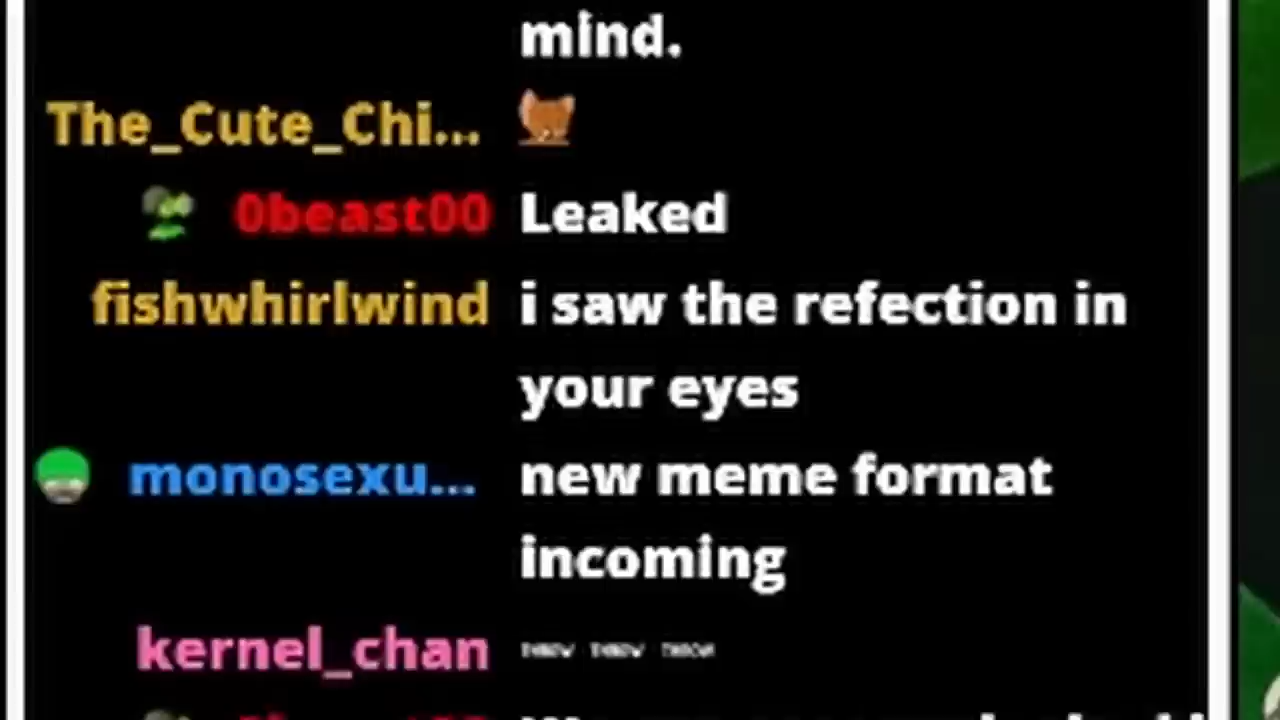 mind.
The_Cute_Chi...
0beast00 Leaked
fishwhirlwind i saw the refection in
your eyes
monosexu... new meme format
incoming
kernel_chan